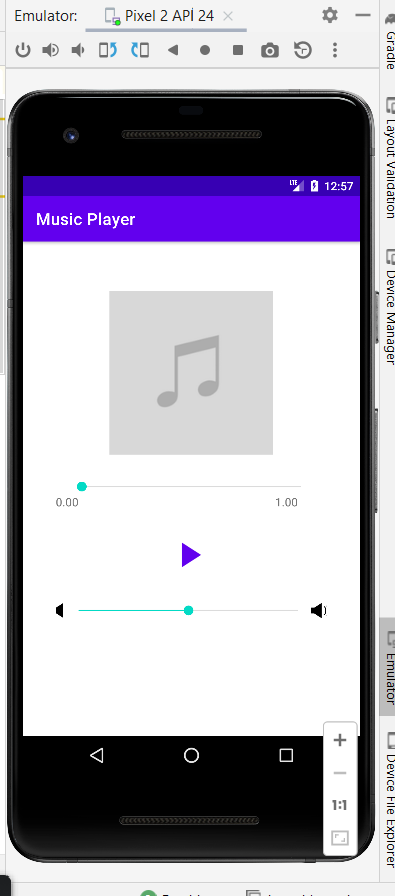 Emulator:
Pixel 2 API 24
LTE 12:57
Music Player
0.00
1.00
1:1
Gradle
Layout Validation
Device Manager
Emulator
Device File Explorer